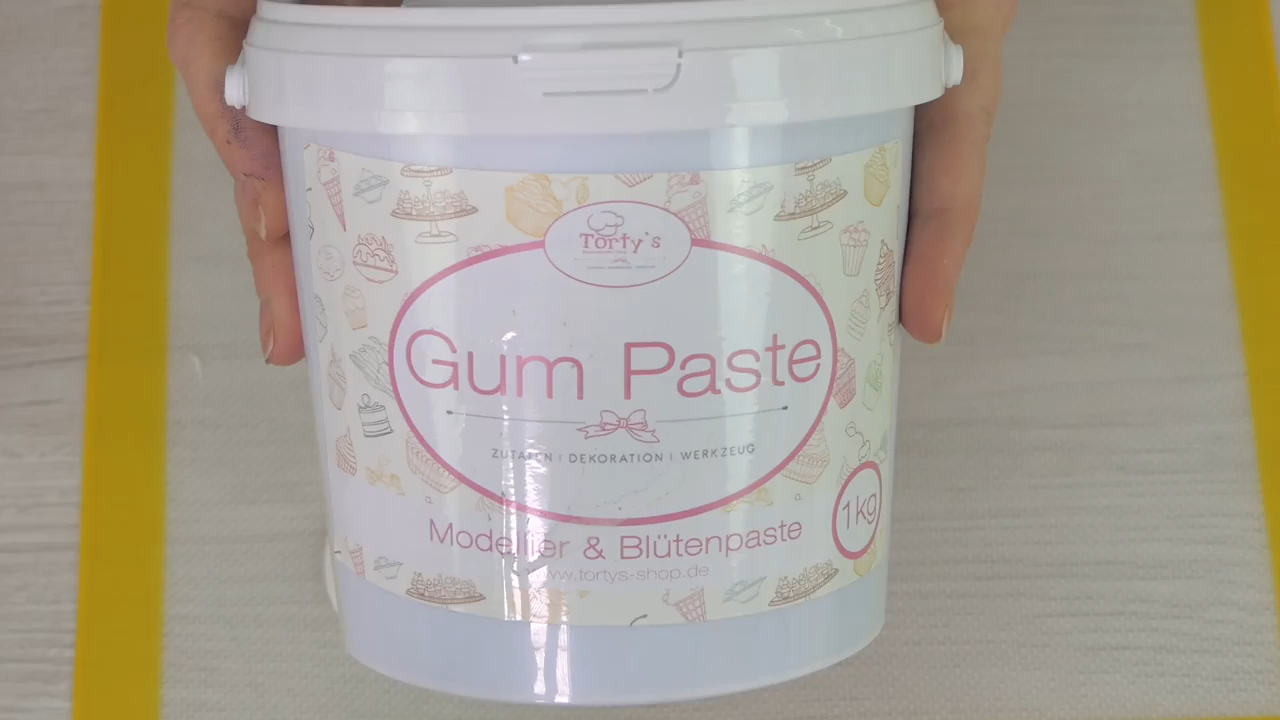 Torty's
Gum Paste
ZUTATEN | DEKORATION | WERKZEUG
1kg
Modellier & Blütenpaste
www.tortys-shop.de